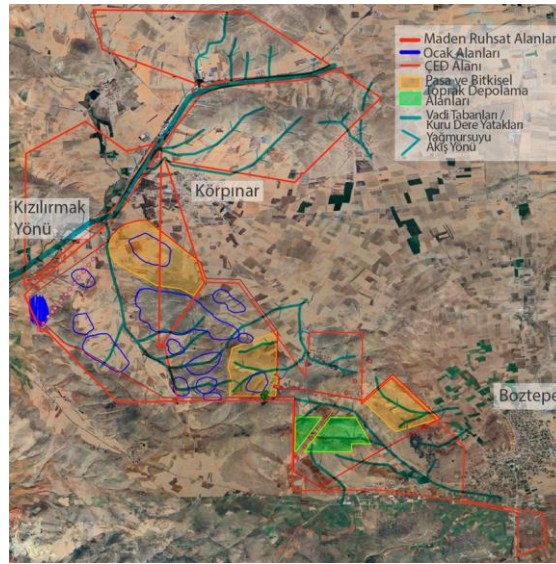 Maden Ruhsat Alanlar
Ocak Alanları
ÇED Alanı
Pasa ve Bitkisel
Toprak Depolama
Alanları
Vadi Tabanları /
Kuru Dere Yatakları
Yağmursuyu
Akış Yönü
Körpınar
Kızılırmak
Yönü
Boztepe